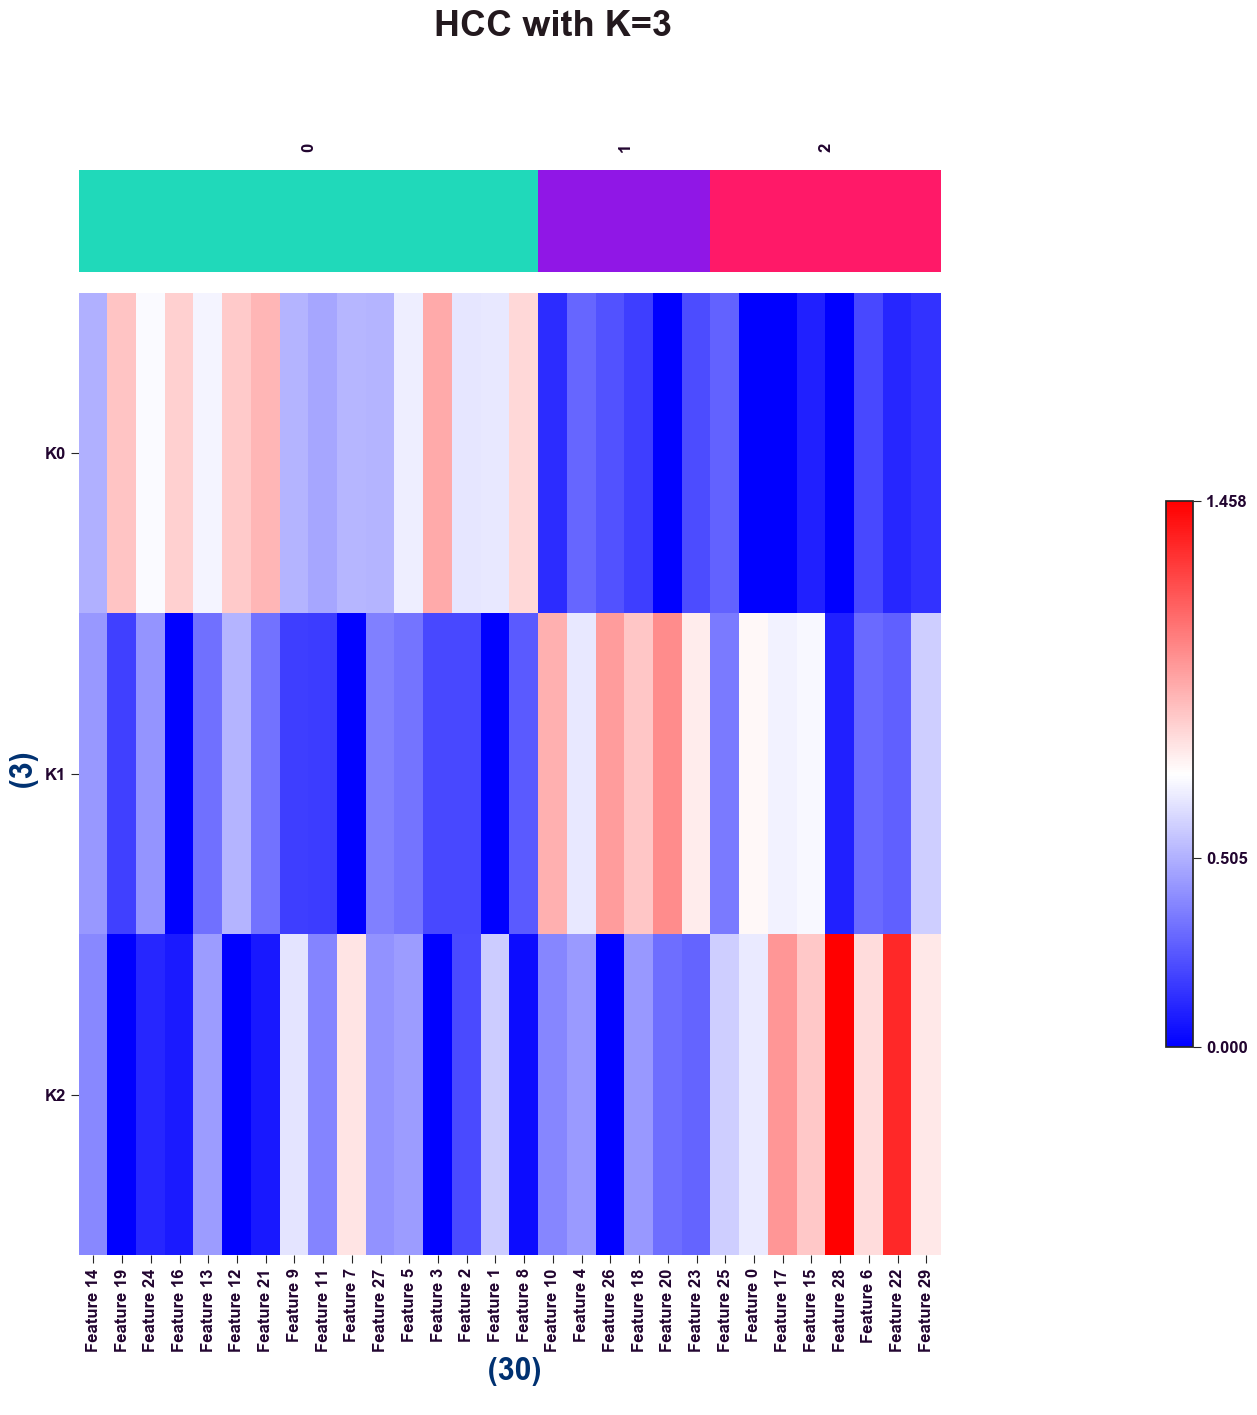 HCC with K=3
0
1
2
K0
K1
K2
(3)
1.458
0.505
0.000
Feature 14
Feature 19
Feature 24
Feature 16
Feature 13
Feature 12
Feature 21
Feature 9
Feature 11
Feature 7
Feature 27
Feature 5
Feature 3
Feature 2
Feature 1
Feature 8
Feature 10
Feature 4
Feature 26
Feature 18
Feature 20
Feature 23
Feature 25
Feature 0
Feature 17
Feature 15
Feature 28
Feature 6
Feature 22
Feature 29
(30)